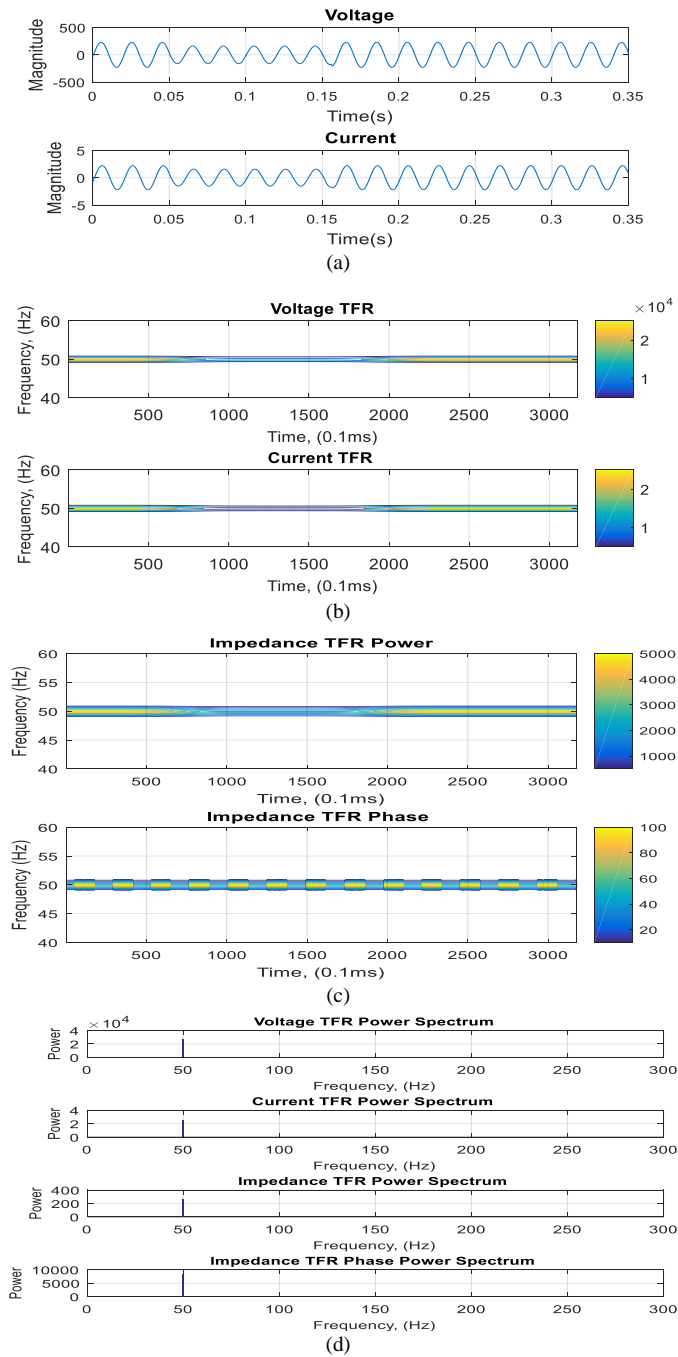 Voltage
500
0
-500
Magnitude
0 0.05 0.1 0.15 0.2 0.25 0.3 0.35
Time(s)
Current
5
0
-5
Magnitude
0 0.05 0.1 0.15 0.2 0.25 0.3 0.35
Time(s)
(a)
Voltage TFR
×10⁴
60
50
40
Frequency, (Hz)
2
1
500 1000 1500 2000 2500 3000
Time, (0.1ms)
Current TFR
60
50
40
Frequency, (Hz)
2
1
500 1000 1500 2000 2500 3000
Time, (0.1ms)
(b)
Impedance TFR Power
60
55
50
45
40
Frequency (Hz)
5000
4000
3000
2000
1000
500 1000 1500 2000 2500 3000
Time, (0.1ms)
Impedance TFR Phase
60
55
50
45
40
Frequency (Hz)
100
80
60
40
20
500 1000 1500 2000 2500 3000
Time, (0.1ms)
(c)
×10⁴
Voltage TFR Power Spectrum
4
2
0
Power
0 50 100 150 200 250 300
Frequency, (Hz)
Current TFR Power Spectrum
4
2
0
Power
0 50 100 150 200 250 300
Frequency, (Hz)
Impedance TFR Power Spectrum
400
200
0
Power
0 50 100 150 200 250 300
Frequency, (Hz)
Impedance TFR Phase Power Spectrum
10000
5000
0
Power
0 50 100 150 200 250 300
Frequency, (Hz)
(d)